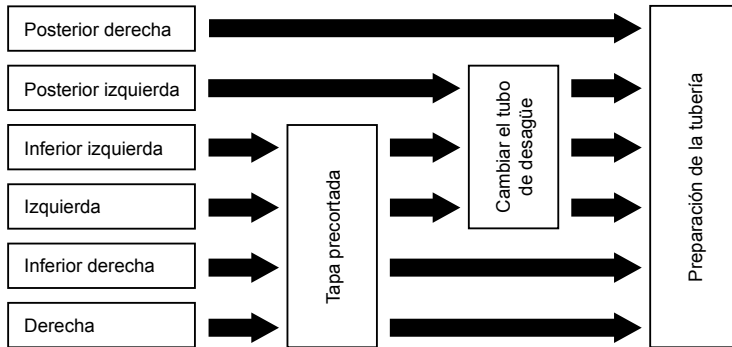 Posterior derecha
Posterior izquierda
Inferior izquierda
Izquierda
Inferior derecha
Derecha
Tapa precortada
Cambiar el tubo
de desagüe
Preparación de la tubería